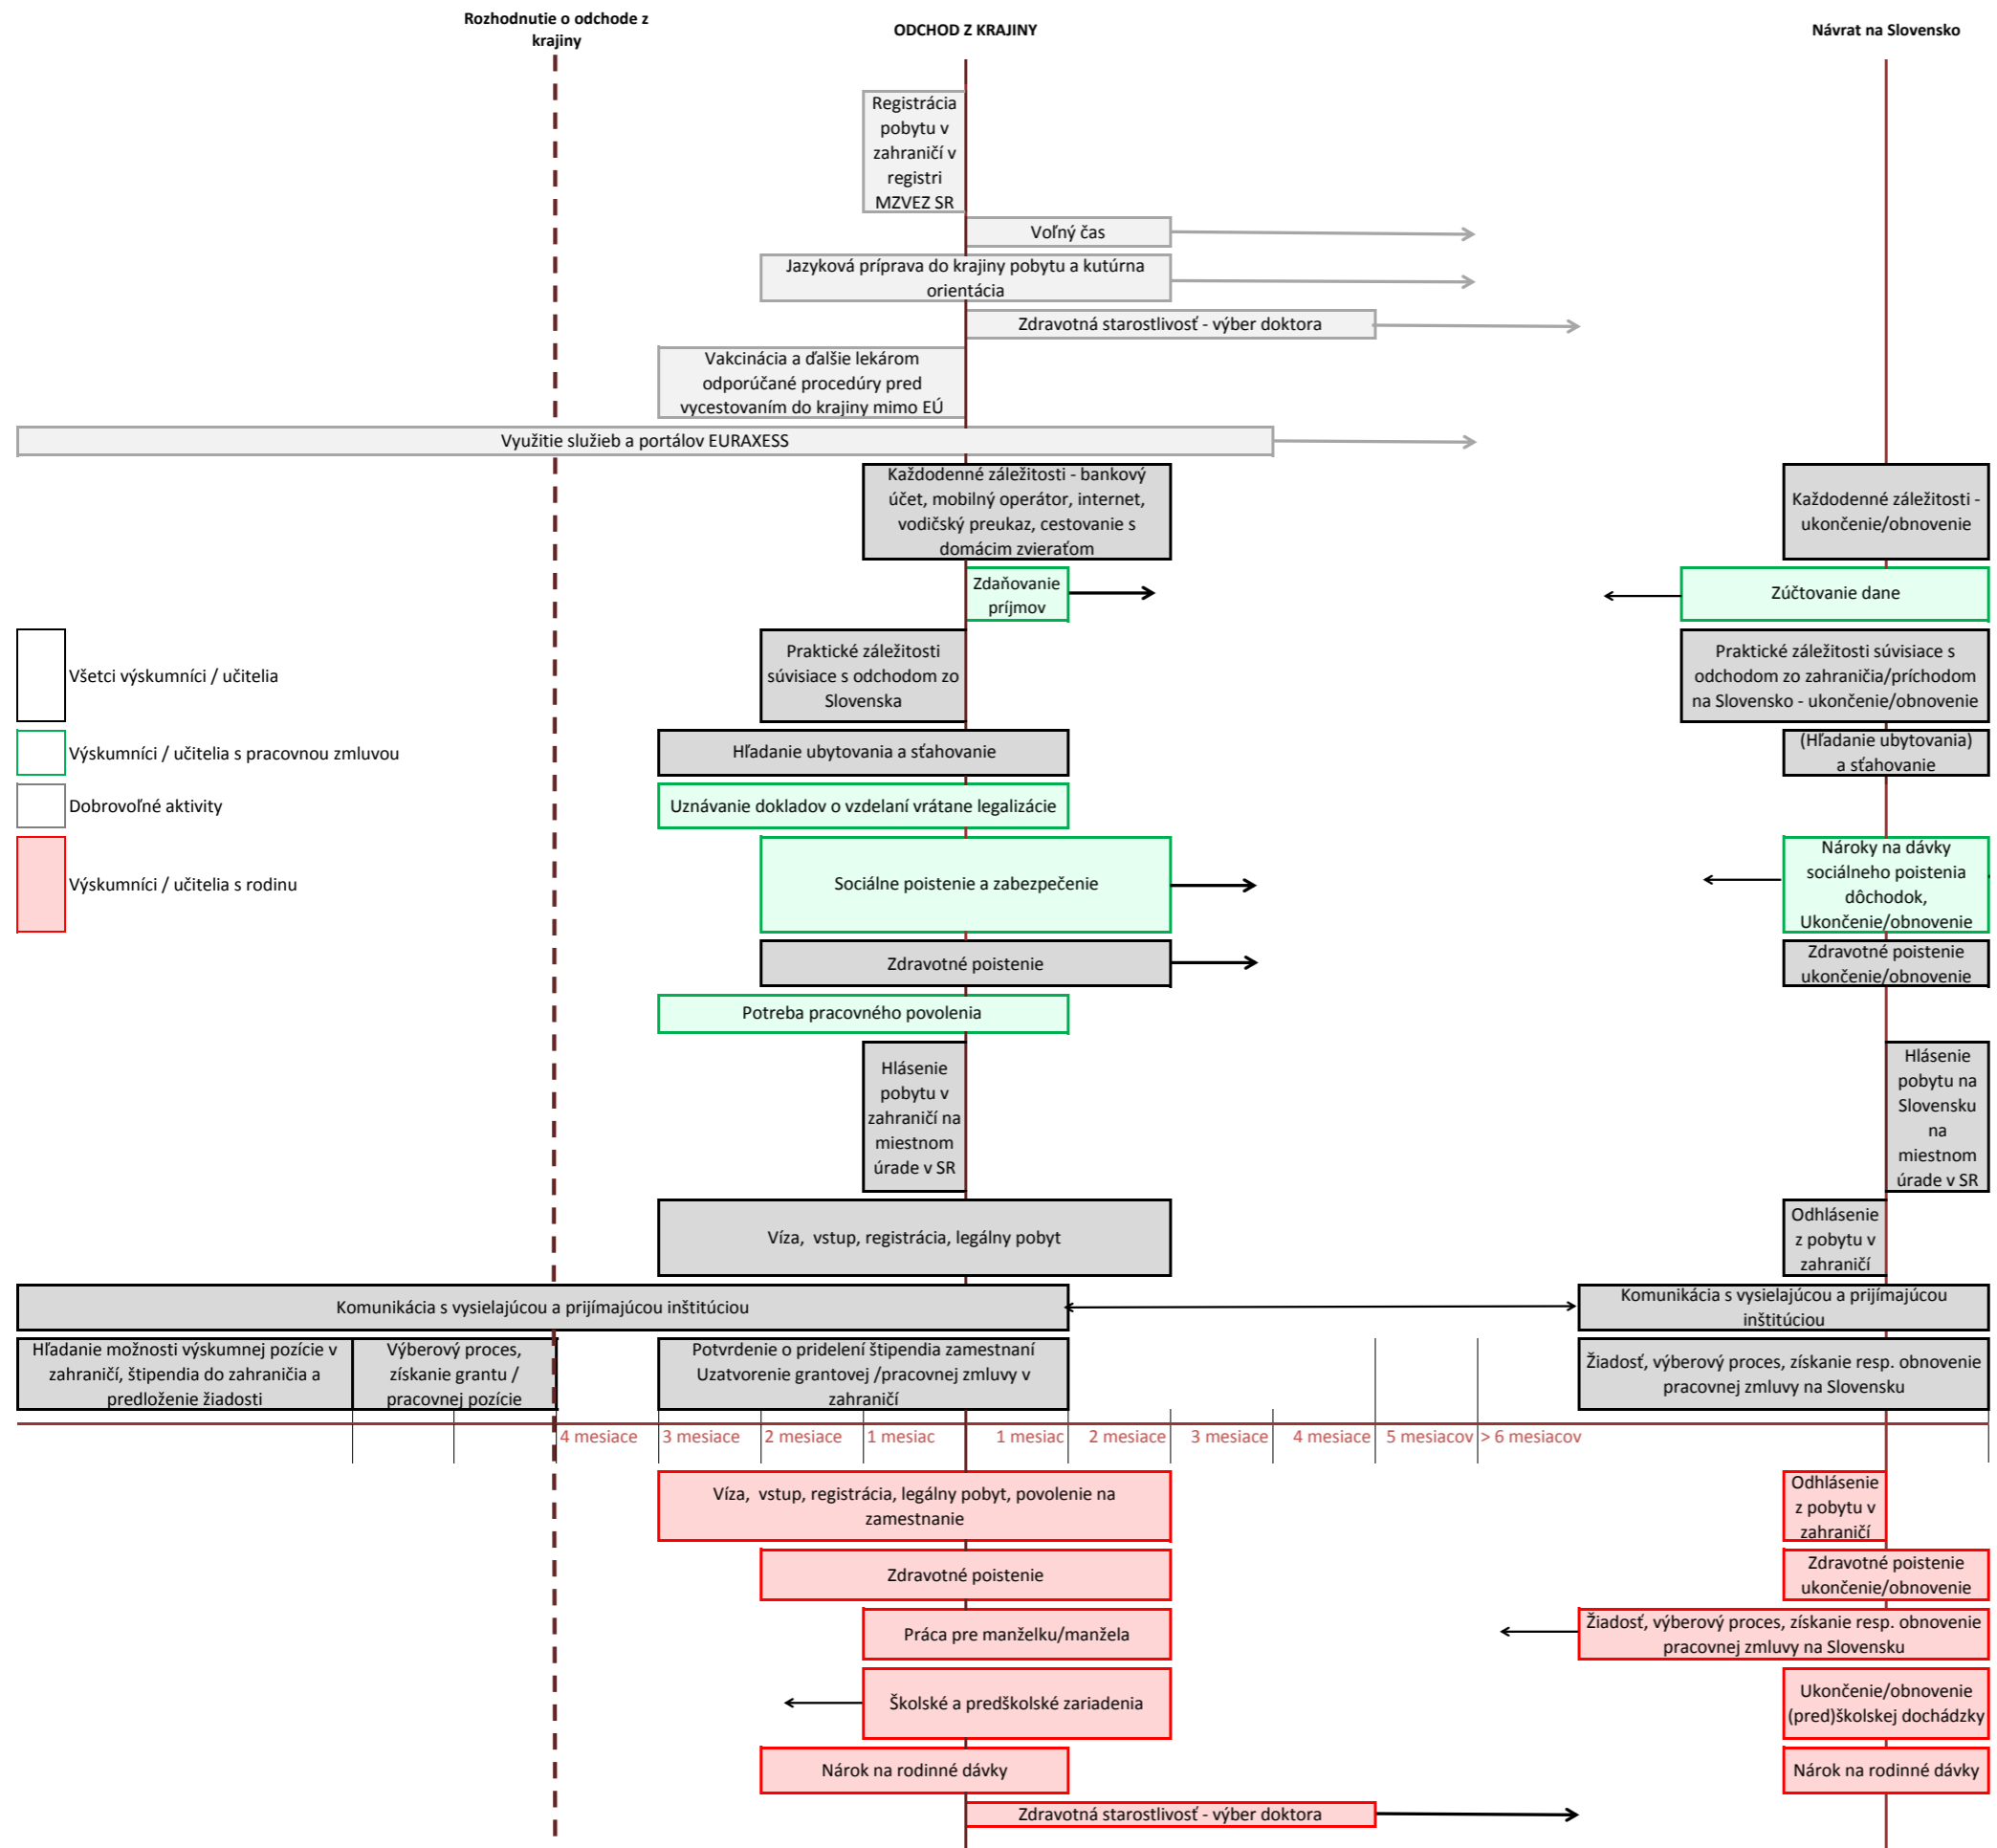 Rozhodnutie o odchode z
krajiny
ODCHOD Z KRAJINY
Návrat na Slovensko
Registrácia
pobytu v
zahraničí v
registri
MZVEZ SR
Voľný čas
Jazyková príprava do krajiny pobytu a kutúrna
orientácia
Zdravotná starostlivosť - výber doktora
Vakcinácia a ďalšie lekárom
odporúčané procedúry pred
vycestovaním do krajiny mimo EÚ
Využitie služieb a portálov EURAXESS
Každodenné záležitosti - bankový
účet, mobilný operátor, internet,
vodičský preukaz, cestovanie s
domácim zvieraťom
Každodenné záležitosti -
ukončenie/obnovenie
Zdaňovanie
príjmov
Zúčtovanie dane
Všetci výskumníci / učitelia
Praktické záležitosti
súvisiace s odchodom zo
Slovenska
Praktické záležitosti súvisiace s
odchodom zo zahraničia/príchodom
na Slovensko - ukončenie/obnovenie
Výskumníci / učitelia s pracovnou zmluvou
Hľadanie ubytovania a sťahovanie
(Hľadanie ubytovania)
a sťahovanie
Dobrovoľné aktivity
Uznávanie dokladov o vzdelaní vrátane legalizácie
Výskumníci / učitelia s rodinu
Sociálne poistenie a zabezpečenie
Nároky na dávky
sociálneho poistenia
dôchodok,
Ukončenie/obnovenie
Zdravotné poistenie
Zdravotné poistenie
ukončenie/obnovenie
Potreba pracovného povolenia
Hlásenie
pobytu v
zahraničí na
miestnom
úrade v SR
Hlásenie
pobytu na
Slovensku
na
miestnom
úrade v SR
Víza, vstup, registrácia, legálny pobyt
Odhlásenie
z pobytu v
zahraničí
Komunikácia s vysielajúcou a prijímajúcou inštitúciou
Komunikácia s vysielajúcou a prijímajúcou
inštitúciou
Hľadanie možnosti výskumnej pozície v
zahraničí, štipendia do zahraničia a
predloženie žiadosti
Výberový proces,
získanie grantu /
pracovnej pozície
Potvrdenie o pridelení štipendia zamestnaní
Uzatvorenie grantovej /pracovnej zmluvy v
zahraničí
Žiadosť, výberový proces, získanie resp. obnovenie
pracovnej zmluvy na Slovensku
4 mesiace 3 mesiace 2 mesiace 1 mesiac 1 mesiac 2 mesiace 3 mesiace 4 mesiace 5 mesiacov > 6 mesiacov
Víza, vstup, registrácia, legálny pobyt, povolenie na
zamestnanie
Odhlásenie
z pobytu v
zahraničí
Zdravotné poistenie
Zdravotné poistenie
ukončenie/obnovenie
Práca pre manželku/manžela
Žiadosť, výberový proces, získanie resp. obnovenie
pracovnej zmluvy na Slovensku
Školské a predškolské zariadenia
Ukončenie/obnovenie
(pred)školskej dochádzky
Nárok na rodinné dávky
Nárok na rodinné dávky
Zdravotná starostlivosť - výber doktora